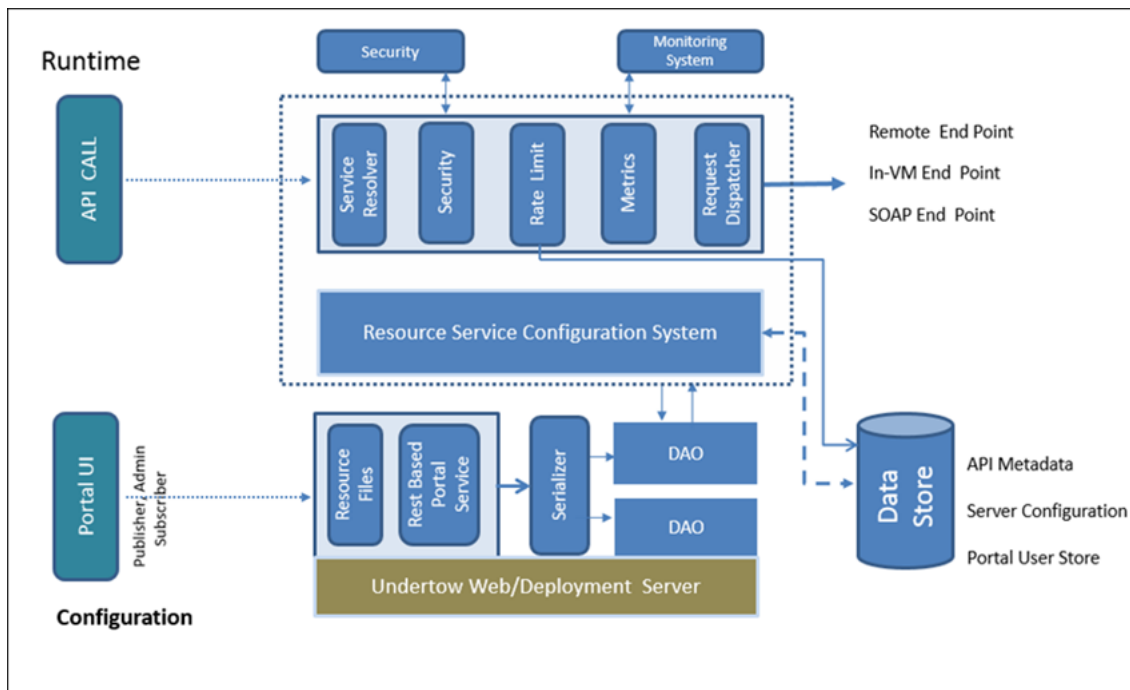 Runtime
Security
Monitoring
System
API CALL
Service
Resolver
Security
Rate Limit
Metrics
Request
Dispatcher
Remote End Point
In-VM End Point
SOAP End Point
Resource Service Configuration System
Portal UI
Publisher, Admin
Subscriber
Resource
Files
Rest Based
Portal
Service
Serializer
DAO
DAO
Data
Store
API Metadata
Server Configuration
Portal User Store
Undertow Web/Deployment Server
Configuration